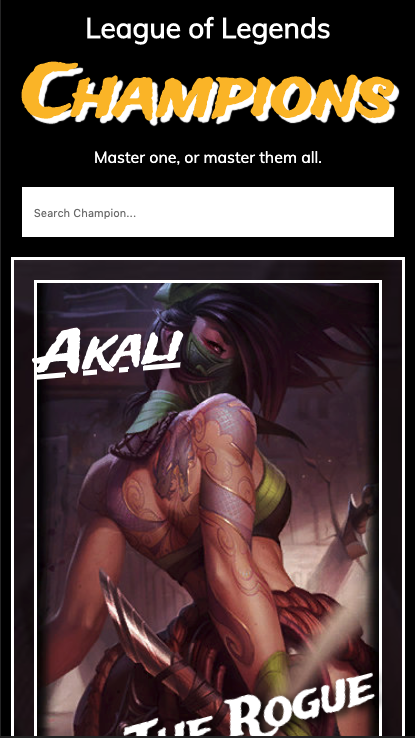 League of Legends
Champions
Master one, or master them all.
Search Champion...
Akali
The Rogue